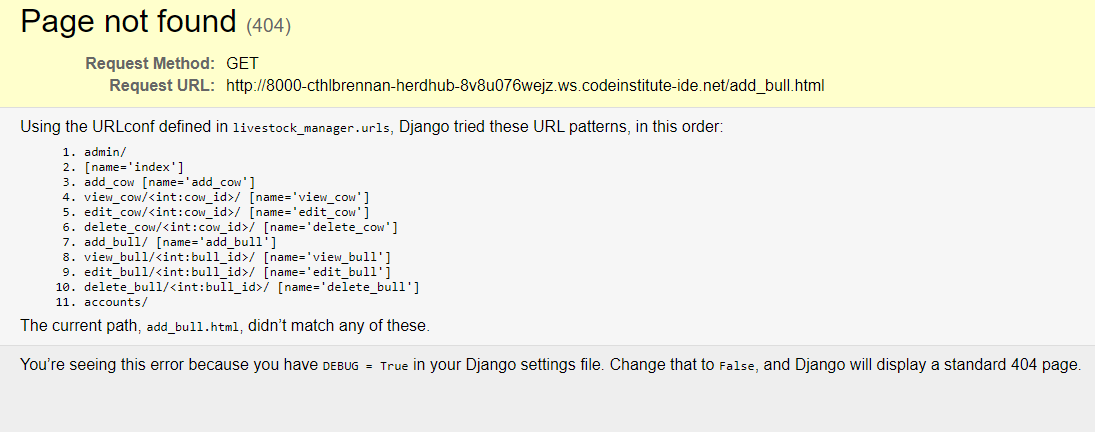 Page not found (404)
Request Method: GET
Request URL: http://8000-cthlbrennan-herdhub-8v8u076wejz.ws.codeinstitute-ide.net/add_bull.html
Using the URLconf defined in livestock_manager.urls, Django tried these URL patterns, in this order:
1. admin/
2. [name='index']
3. add_cow [name='add_cow']
4. view_cow/<int:cow_id>/ [name='view_cow']
5. edit_cow/<int:cow_id>/ [name='edit_cow']
6. delete_cow/<int:cow_id>/ [name='delete_cow']
7. add_bull/ [name='add_bull']
8. view_bull/<int:bull_id>/ [name='view_bull']
9. edit_bull/<int:bull_id>/ [name='edit_bull']
10. delete_bull/<int:bull_id>/ [name='delete_bull']
11. accounts/
The current path, add_bull.html, didn’t match any of these.
You’re seeing this error because you have DEBUG = True in your Django settings file. Change that to False, and Django will display a standard 404 page.